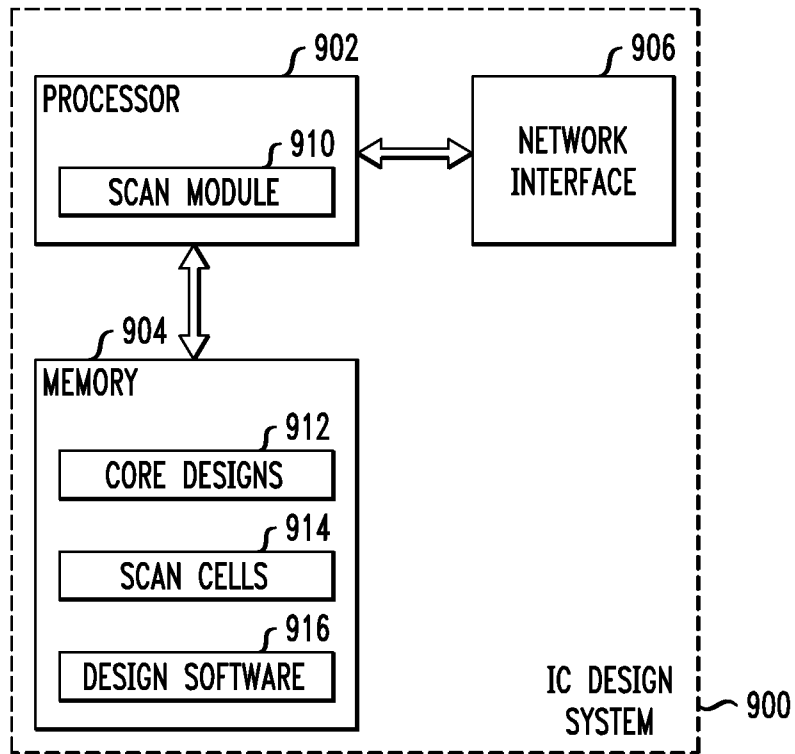 902
906
PROCESSOR
910
SCAN MODULE
NETWORK
INTERFACE
904
MEMORY
912
CORE DESIGNS
914
SCAN CELLS
916
DESIGN SOFTWARE
IC DESIGN
SYSTEM
900